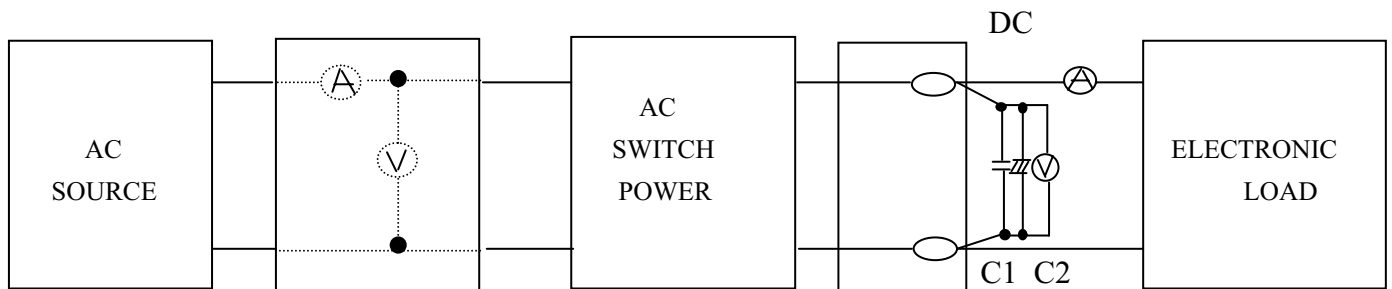 DC
A
A
V
V
AC
SOURCE
AC
SWITCH
POWER
ELECTRONIC
LOAD
C1 C2